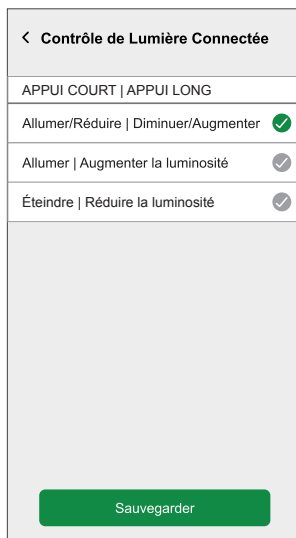 Contrôle de Lumière Connectée
APPUI COURT | APPUI LONG
Allumer/Réduire | Diminuer/Augmenter
Allumer | Augmenter la luminosité
Éteindre | Réduire la luminosité
Sauvegarder